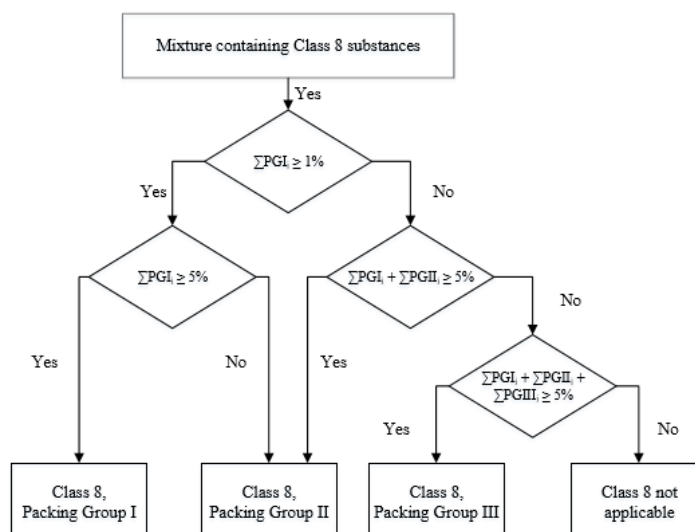 Mixture containing Class 8 substances
Yes
∑PGIᵢ ≥ 1%
Yes
No
∑PGIᵢ ≥ 5%
∑PGIᵢ + ∑PGIIᵢ ≥ 5%
No
Yes
No
Yes
∑PGIᵢ + ∑PGIIᵢ +
∑PGIIIᵢ ≥ 5%
Yes
No
Class 8,
Packing Group I
Class 8,
Packing Group II
Class 8,
Packing Group III
Class 8 not
applicable